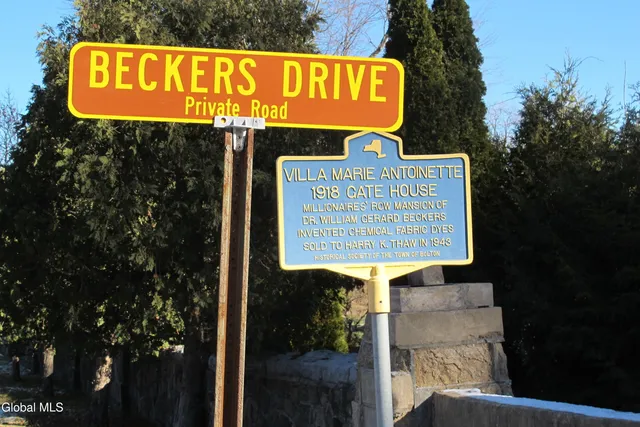 BECKERS DRIVE
Private Road
VILLA MARIE ANTOINETTE
1918 GATE HOUSE
MILLIONAIRES' ROW MANSION OF
DR. WILLIAM GERARD BECKERS
INVENTED CHEMICAL FABRIC DYES
SOLD TO HARRY K. THAW IN 1943
HISTORICAL SOCIETY OF THE TOWN OF BOLTON
Global MLS